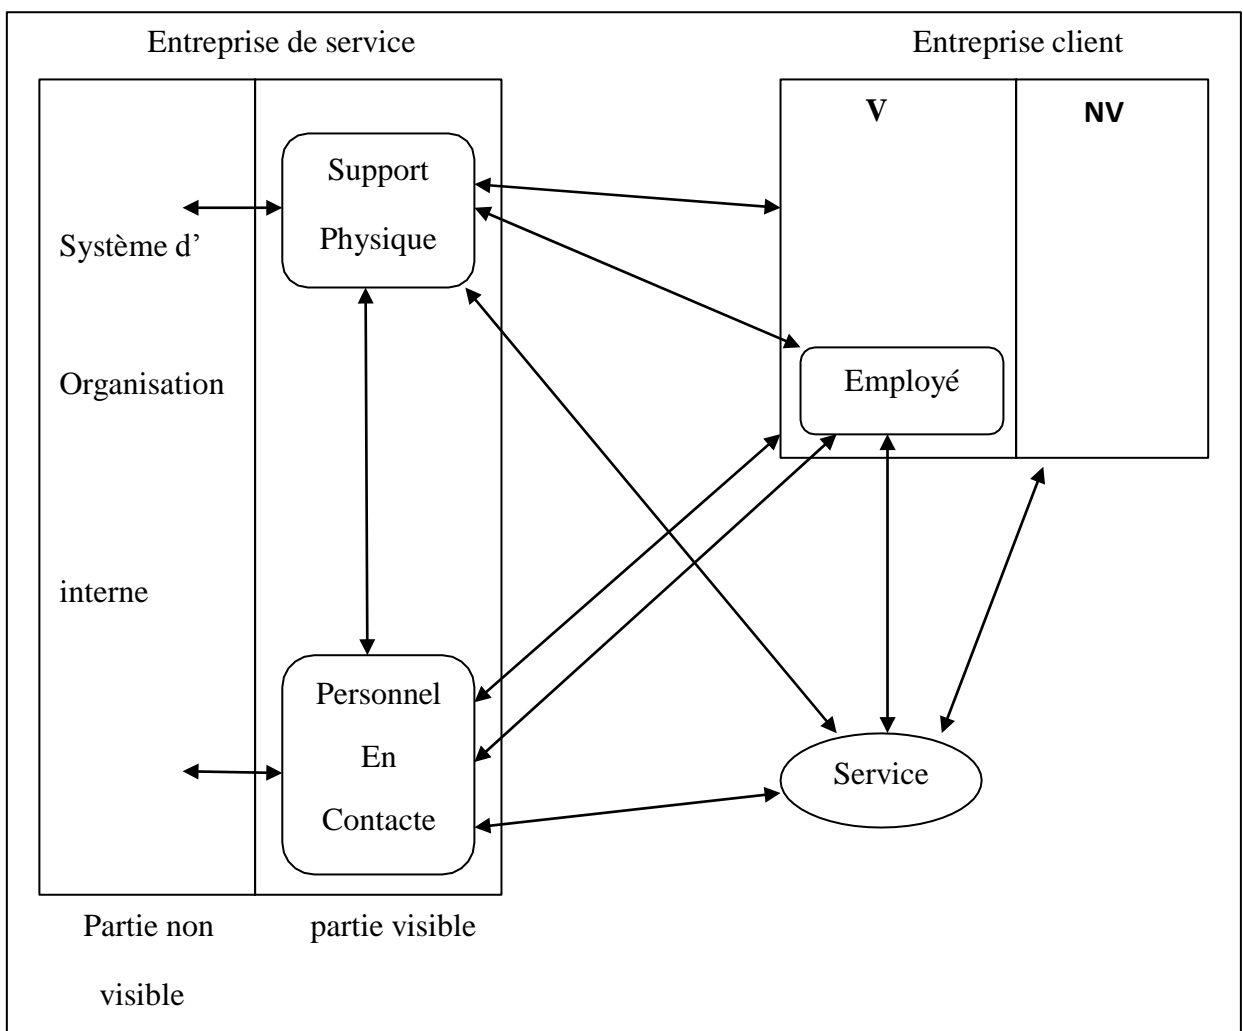 Entreprise de service
Entreprise client
V
NV
Support
Physique
Système d’
Organisation
interne
Employé
Personnel
En
Contacte
Service
Partie non
visible
partie visible